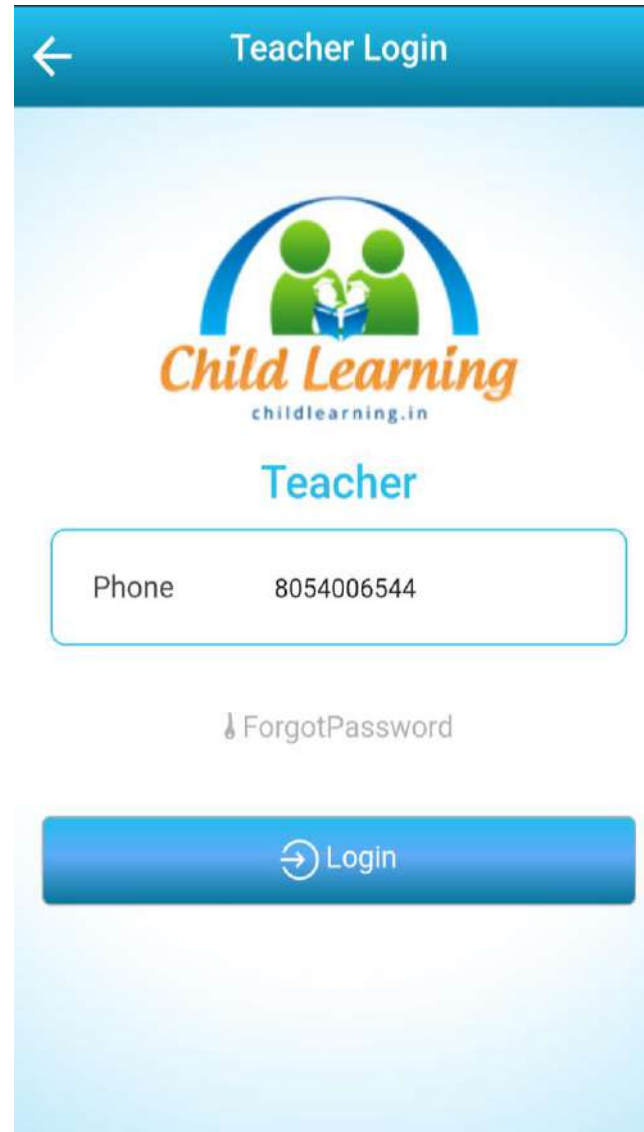 Teacher Login
Child Learning
childlearning.in
Teacher
Phone 8054006544
ForgotPassword
Login